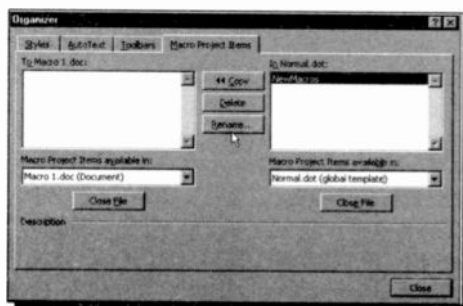 Organizer
Styles AutoText Toolbars Macro Project Items
To Macro 1.doc:
In Normal.dot:
NewMacros
Copy
Delete
Rename...
Macro Project Items available in:
Macro 1.doc (Document)
Close File
Macro Project Items available in:
Normal.dot (global template)
Close File
Description
Close